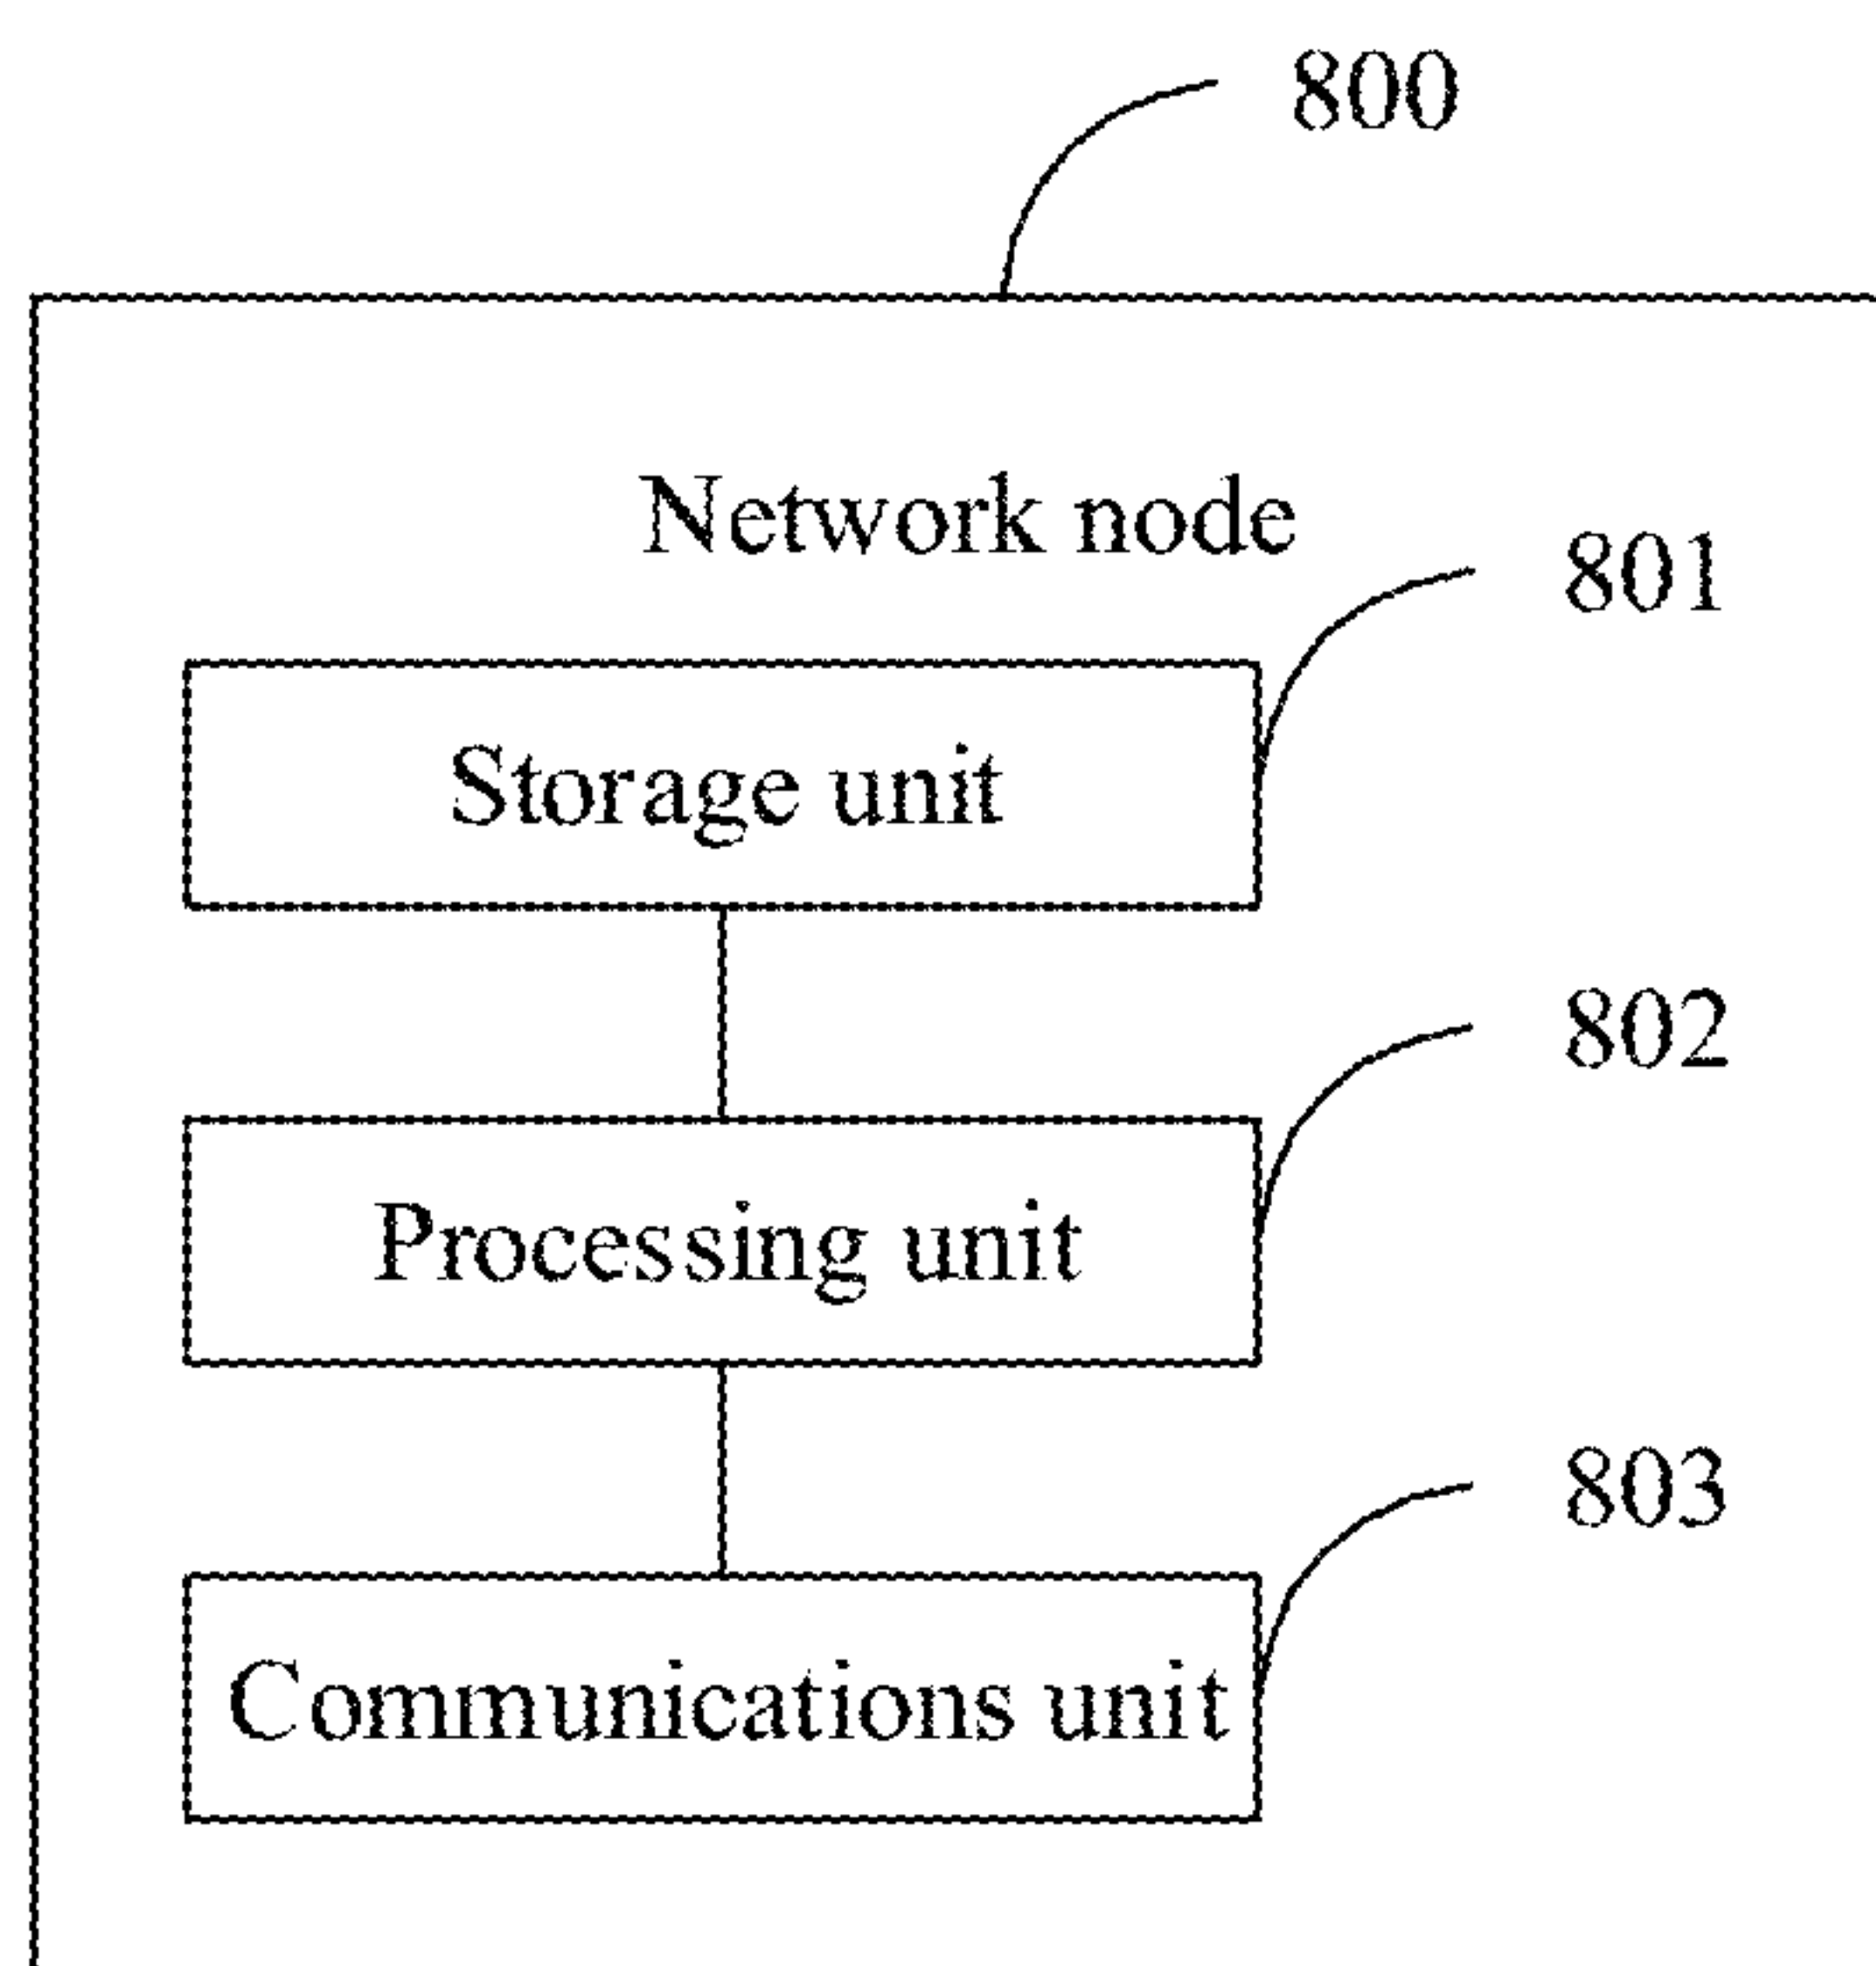 800
Network node
801
Storage unit
802
Processing unit
803
Communications unit